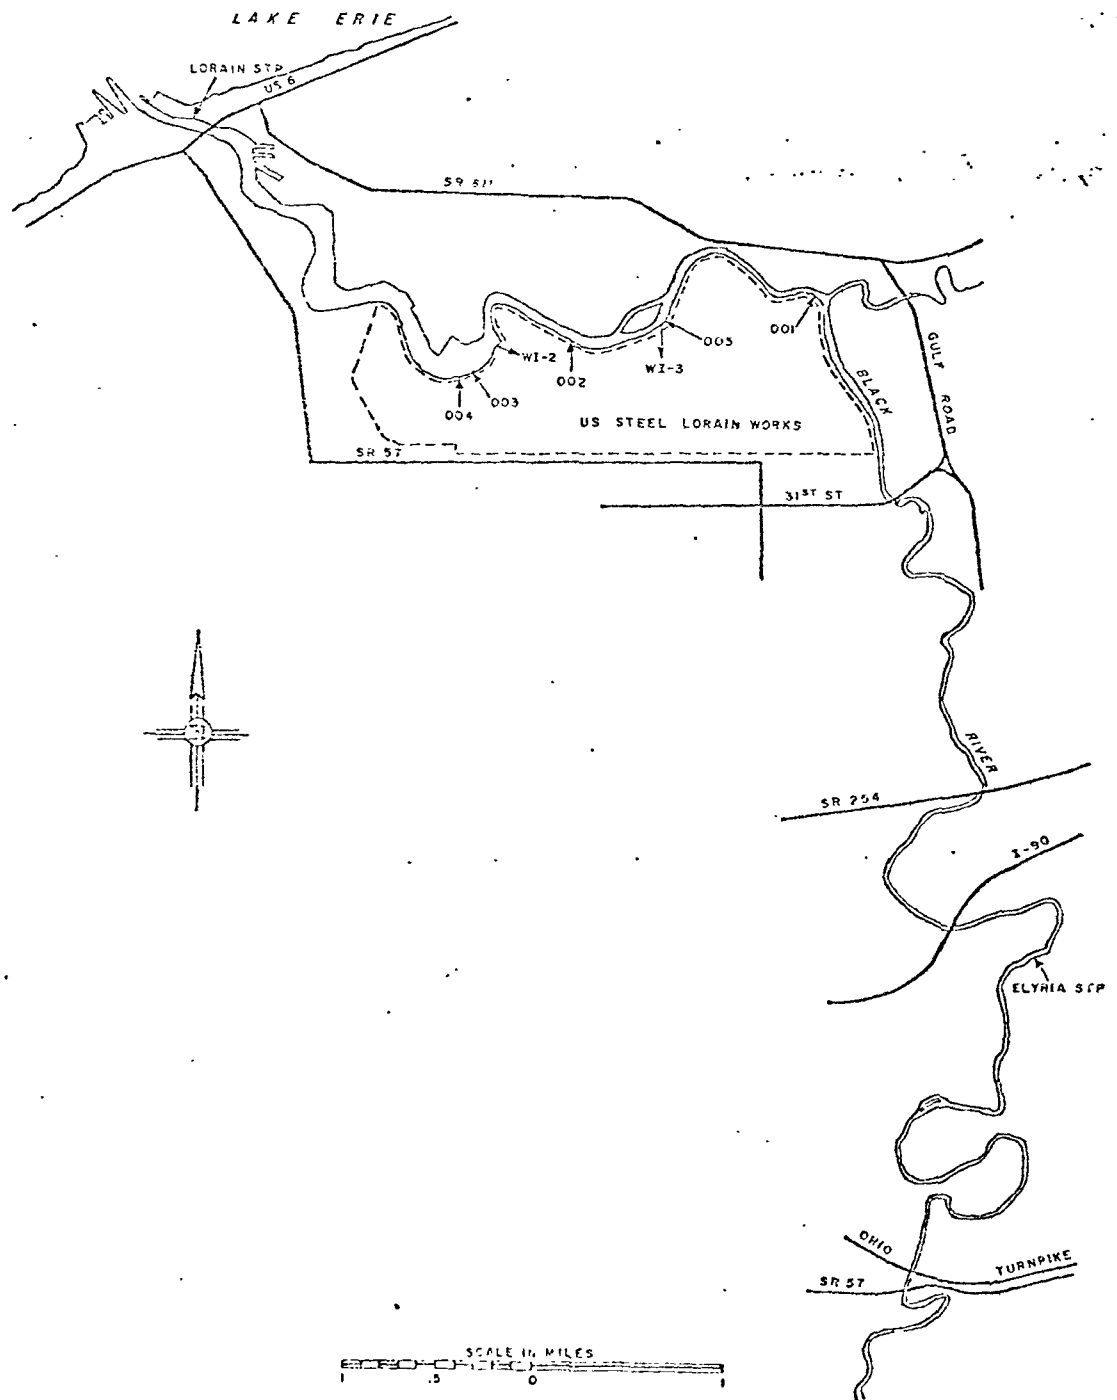 LAKE ERIE
LORAIN STP
US 6
SR 611
001
GULF ROAD
005
WI-2
002
WI-3
BLACK
003
004
US STEEL LORAIN WORKS
SR 57
31ST ST
RIVER
SR 254
I-90
ELYRIA STP
OHIO
TURNPIKE
SR 57
SCALE IN MILES
1 .5 0 1